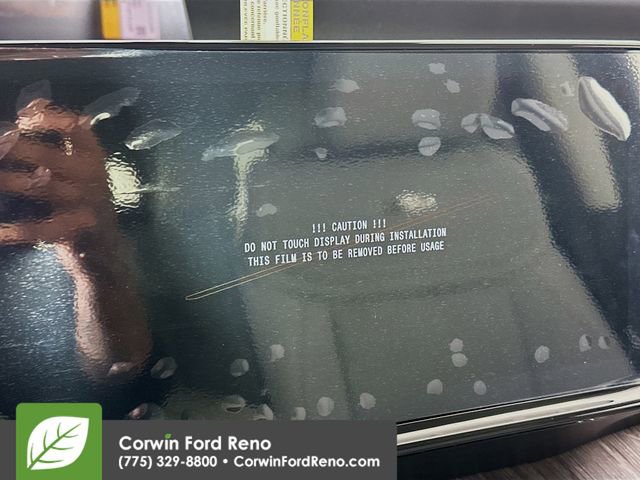 !!! CAUTION !!!
DO NOT TOUCH DISPLAY DURING INSTALLATION
THIS FILM IS TO BE REMOVED BEFORE USAGE
Corwin Ford Reno
(775) 329-8800 • CorwinFordReno.com